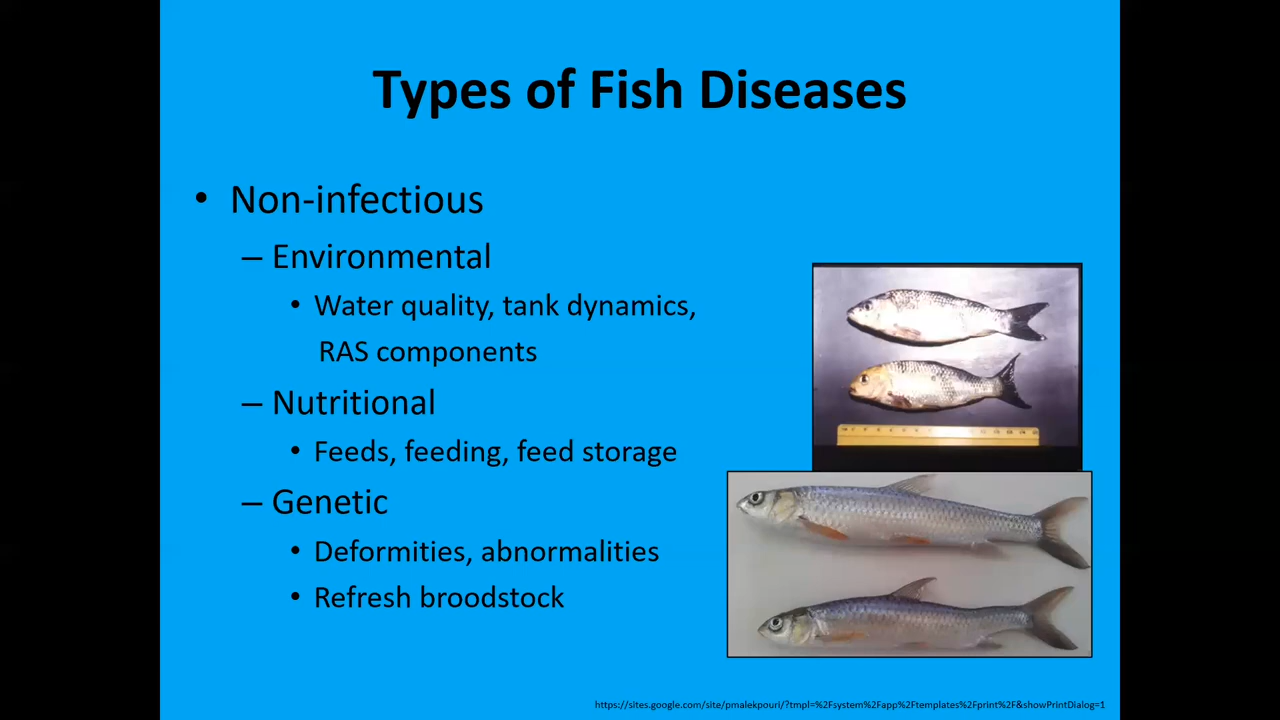 Types of Fish Diseases
• Non-infectious
– Environmental
• Water quality, tank dynamics,
RAS components
– Nutritional
• Feeds, feeding, feed storage
– Genetic
• Deformities, abnormalities
• Refresh broodstock
https://sites.google.com/site/pmalekpouri/?tmpl=%2Fsystem%2Fapp%2Ftemplates%2Fprint%2F&showPrintDialog=1